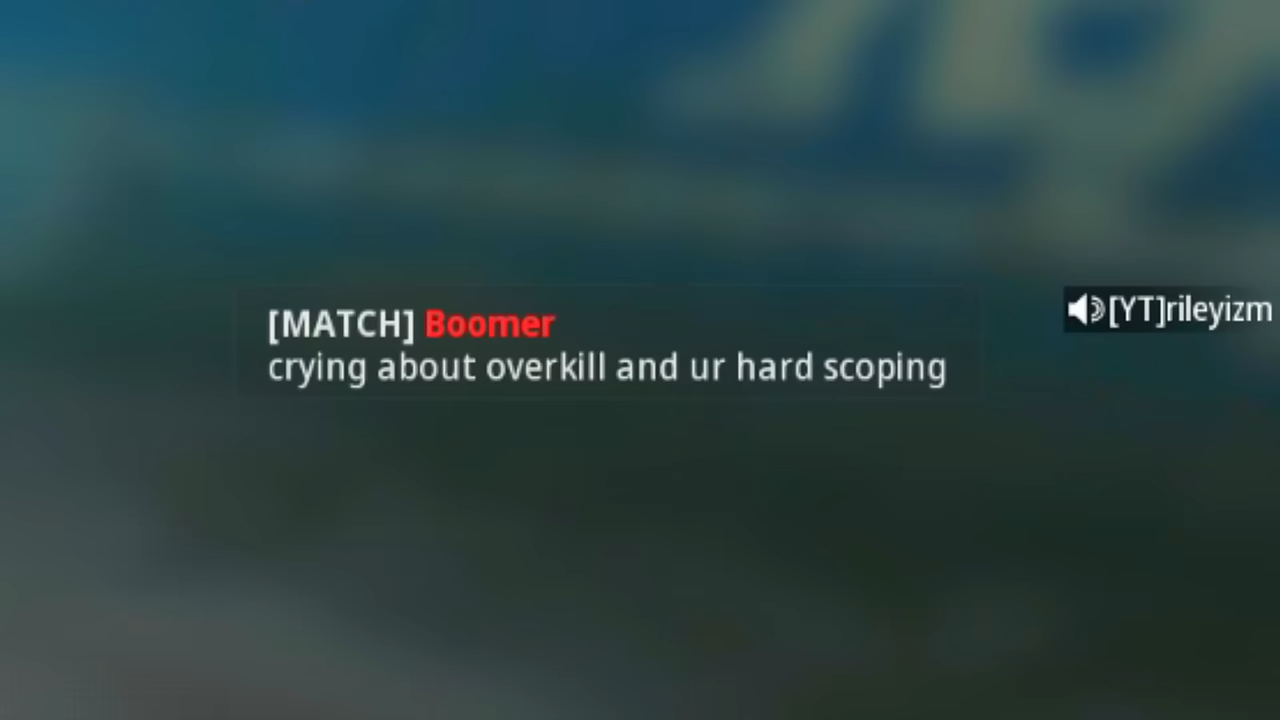 [MATCH] Boomer
crying about overkill and ur hard scoping
[YT]rileyizm